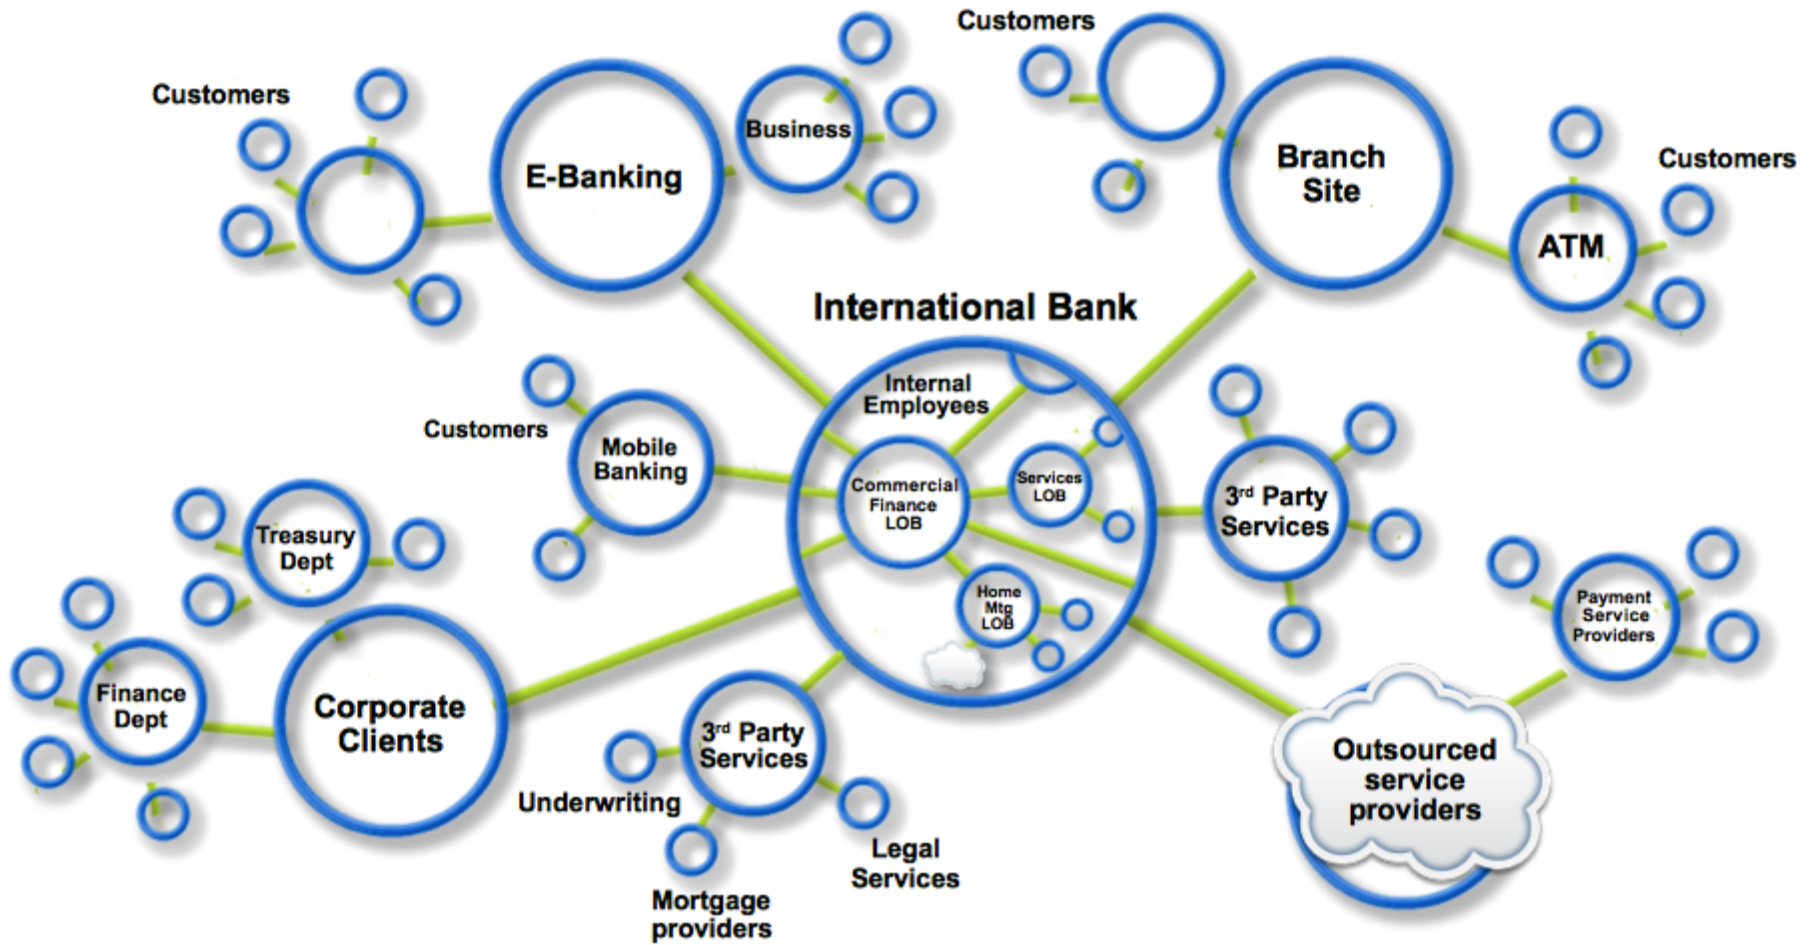 Customers
Customers
E-Banking
Business
Branch
Site
Customers
ATM
International Bank
Internal
Employees
Customers
Mobile
Banking
Commercial
Finance
LOB
Services
LOB
3rd Party
Services
Treasury
Dept
Home
Mtg
LOB
Payment
Service
Providers
Finance
Dept
Corporate
Clients
3rd Party
Services
Underwriting
Legal
Services
Mortgage
providers
Outsourced
service
providers